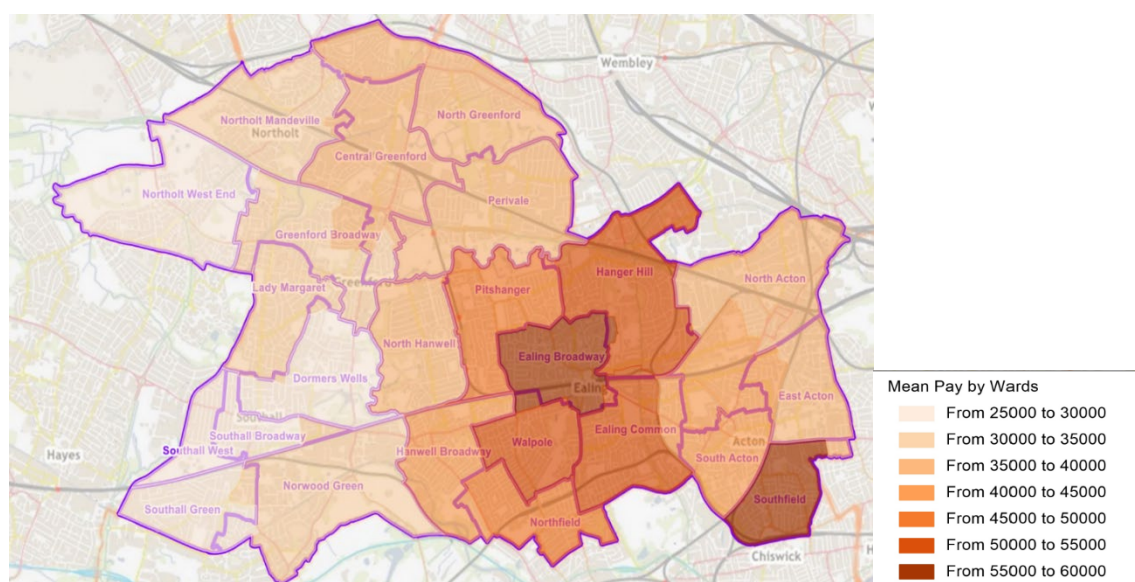 Wembley
Northolt Mandeville
Northolt
North Greenford
Central Greenford
Northolt West End
Perivale
Greenford Broadway
Hanger Hill
North Acton
Lady Margaret
Greenford
Pitshanger
North Hanwell
Ealing Broadway
Dormers Wells
Ealing
East Acton
Southall
Southall Broadway
Walpole
Ealing Common
Acton
Hanwell Broadway
Southall West
Hayes
South Acton
Norwood Green
Southfield
Southall Green
Northfield
Chiswick
H
Mean Pay by Wards
From 25000 to 30000
From 30000 to 35000
From 35000 to 40000
From 40000 to 45000
From 45000 to 50000
From 50000 to 55000
From 55000 to 60000